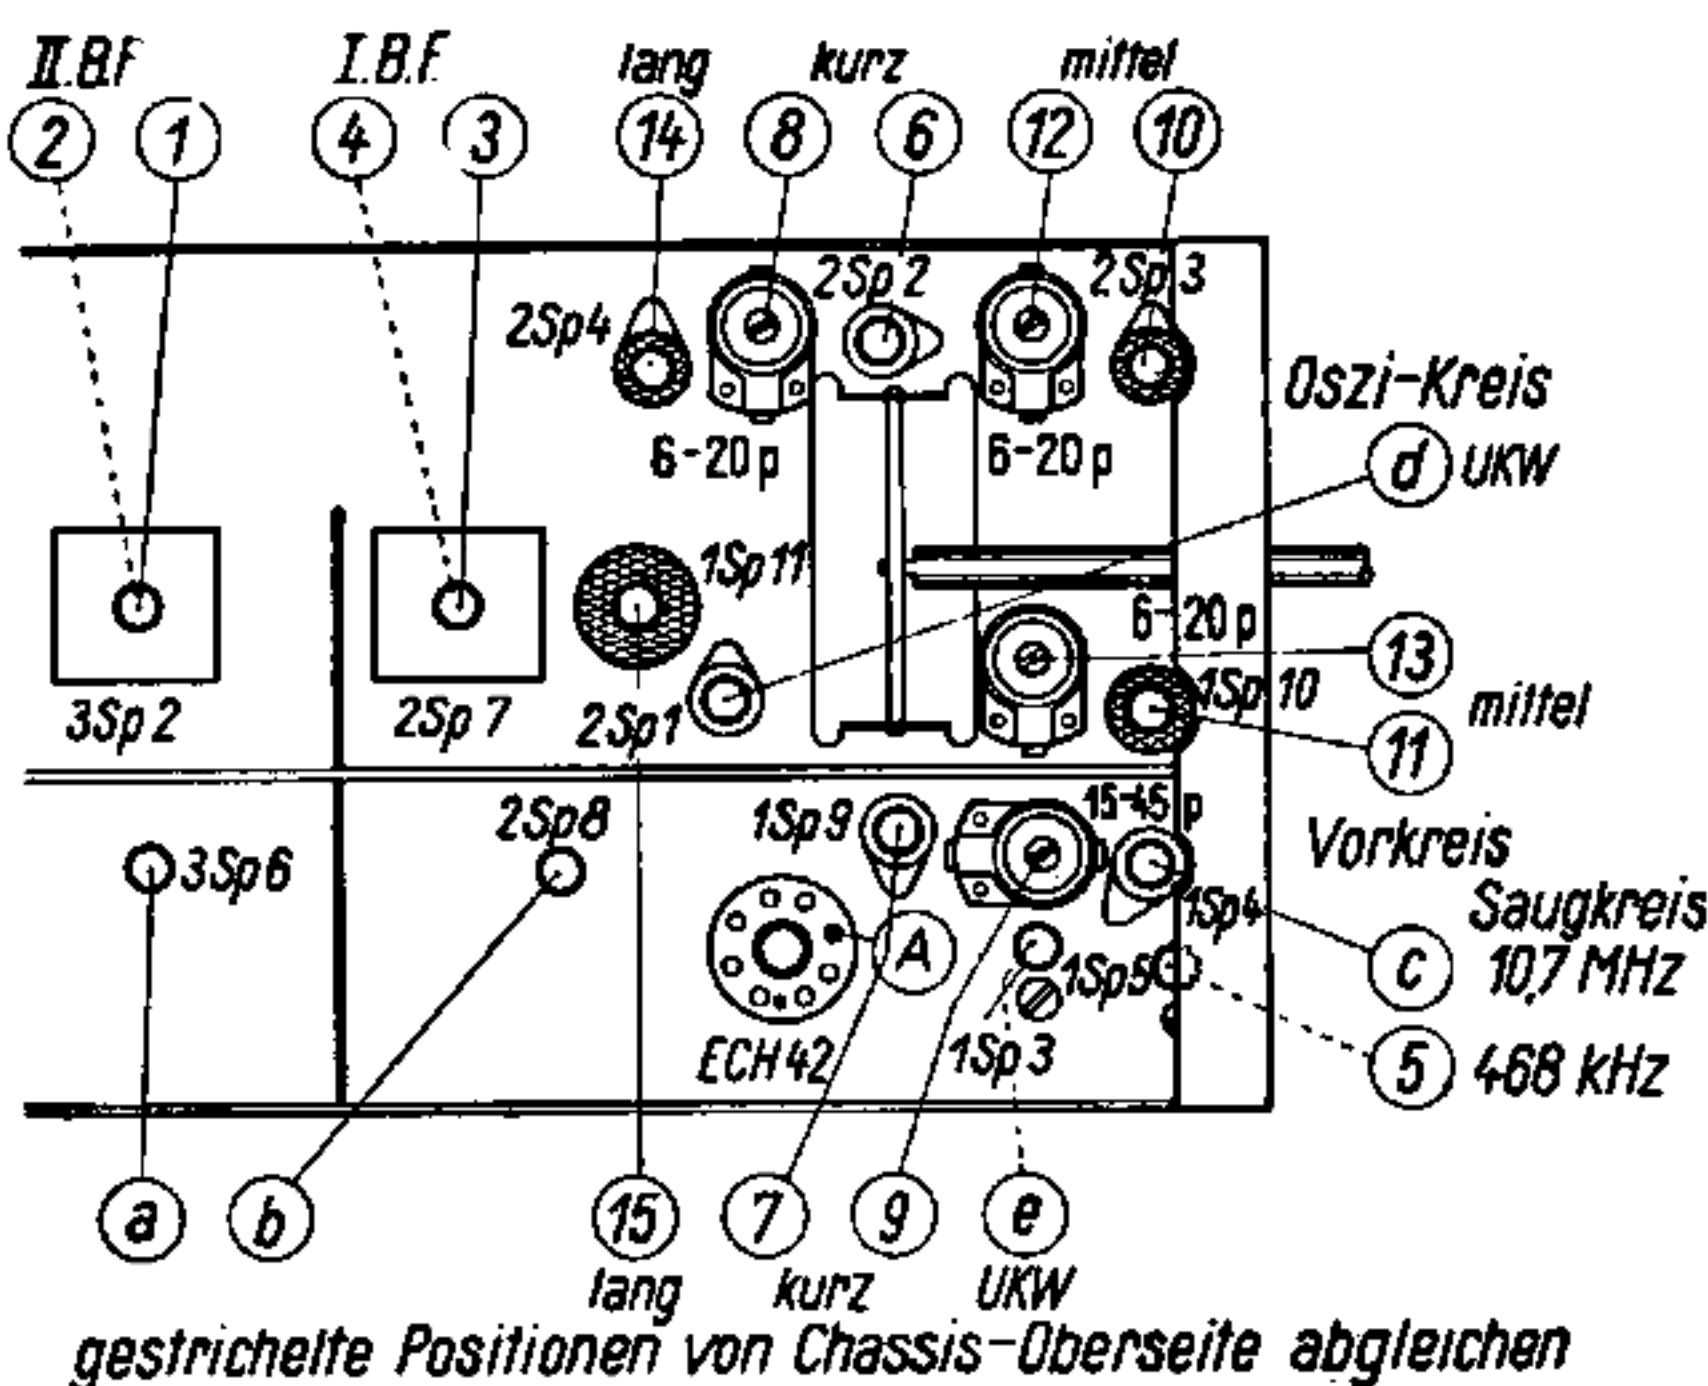 II.B.F I.B.F. lang kurz mittel
2 1 4 3 14 8 6 12 10
2Sp4 2Sp2 2Sp3
6-20p 6-20p
Oszi-Kreis
d UKW
1Sp11
6-20p
13
3Sp2 2Sp7 2Sp1 1Sp10 mittel
11
2Sp8 1Sp9 15-45p
3Sp6 Vorkreis
1Sp4 Saugkreis
A 1Sp5 c 10,7 MHz
ECH42 1Sp3 5 468 kHz
a b 15 7 9 e
lang kurz UKW
gestrichelte Positionen von Chassis-Oberseite abgleichen